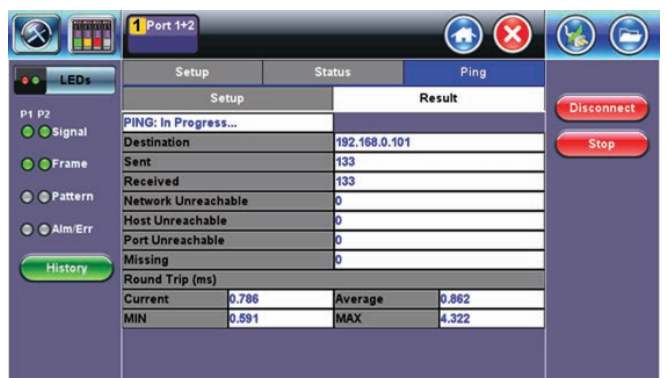 1 Port 1+2
LEDs
P1 P2
Signal
Frame
Pattern
Alm/Err
History
Setup Status Ping
Setup Result
PING: In Progress...
Destination 192.168.0.101
Sent 133
Received 133
Network Unreachable 0
Host Unreachable 0
Port Unreachable 0
Missing 0
Round Trip (ms)
Current 0.786 Average 0.862
MIN 0.591 MAX 4.322
Disconnect
Stop